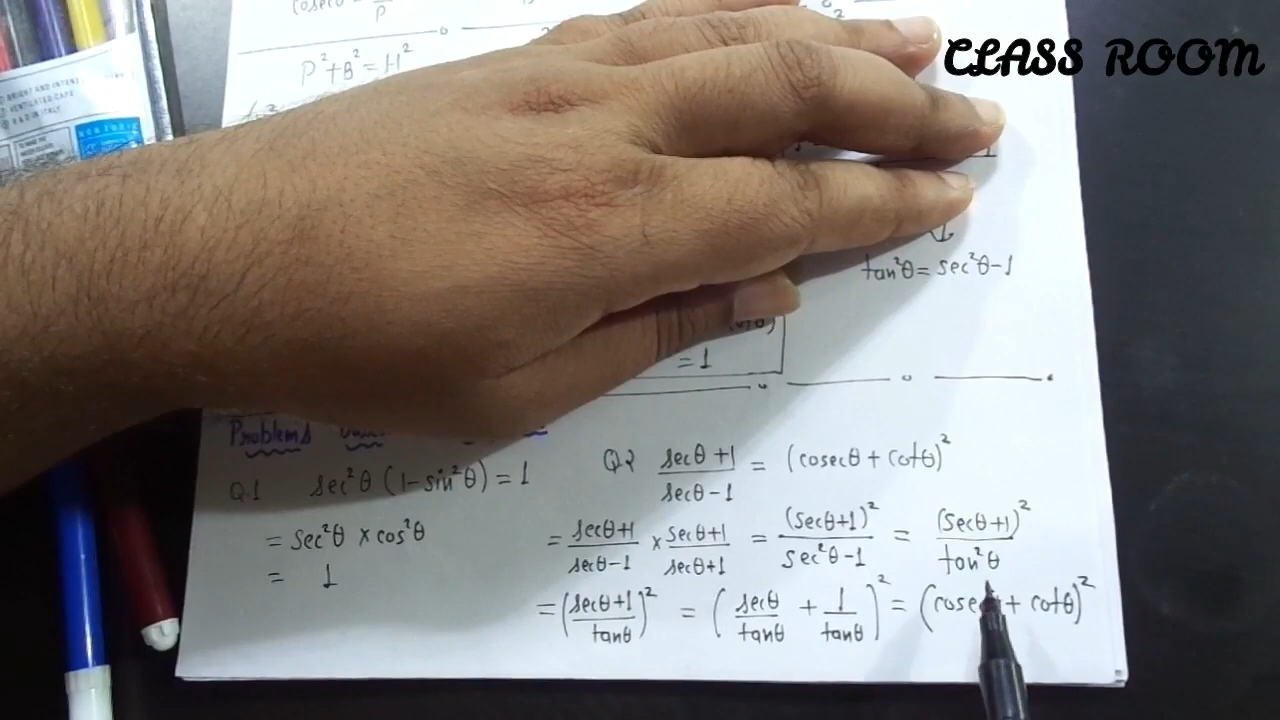 CLASS ROOM
P²+B²=H²
tan²θ = sec²θ-1
= 1
Problems
Q.1 sec²θ (1-sin²θ) = 1
= sec²θ × cos²θ
= 1
Q2 (secθ+1)/(secθ-1) = (cosecθ + cotθ)²
= (secθ+1)/(secθ-1) × (secθ+1)/(secθ+1) = (secθ+1)²/(sec²θ-1) = (secθ+1)²/tan²θ
= ((secθ+1)/tanθ)² = (secθ/tanθ + 1/tanθ)² = (cosec + cotθ)²